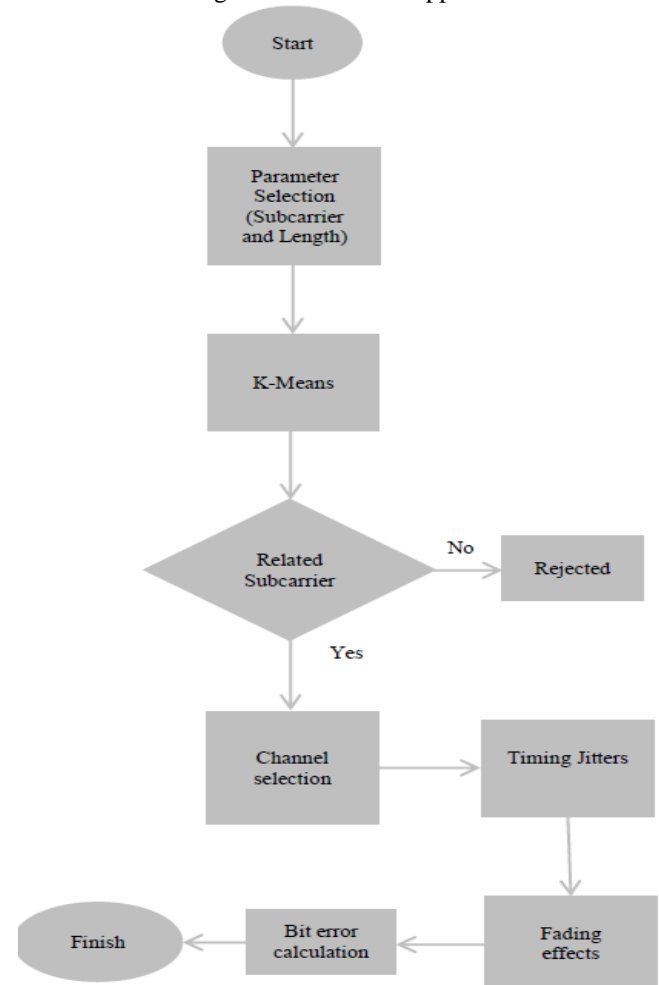 Start
Parameter
Selection
(Subcarrier
and Length)
K-Means
Related
Subcarrier
No
Rejected
Yes
Channel
selection
Timing Jitters
Fading
effects
Bit error
calculation
Finish